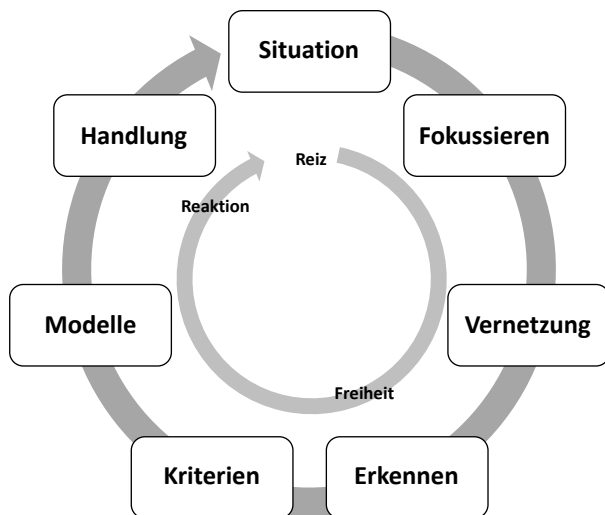 Situation
Fokussieren
Vernetzung
Erkennen
Kriterien
Modelle
Handlung
Reiz
Freiheit
Reaktion